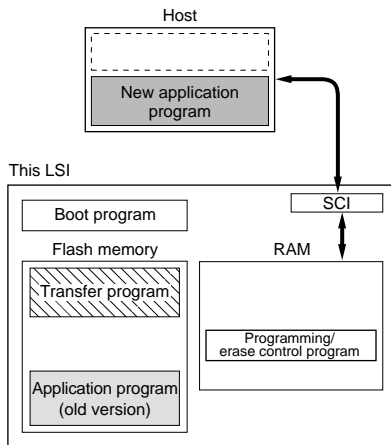 Host
New application
program
This LSI
SCI
Boot program
Flash memory
RAM
Transfer program
Programming/
erase control program
Application program
(old version)